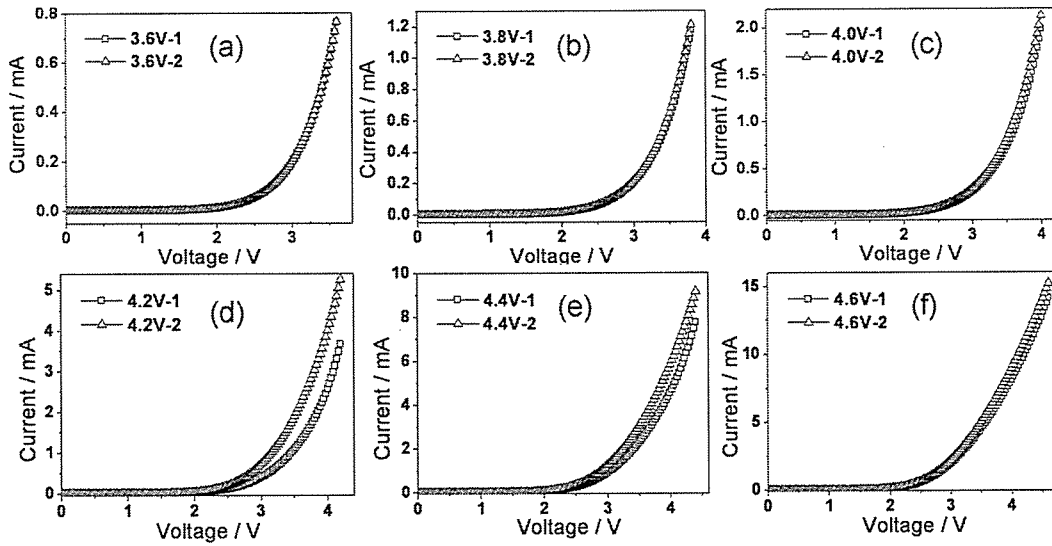 0.8
0.6
0.4
0.2
0.0
Current / mA
3.6V-1
3.6V-2
(a)
0 1 2 3
Voltage / V
1.2
1.0
0.8
0.6
0.4
0.2
0.0
Current / mA
3.8V-1
3.8V-2
(b)
0 1 2 3 4
Voltage / V
2.0
1.5
1.0
0.5
0.0
Current / mA
4.0V-1
4.0V-2
(c)
0 1 2 3 4
Voltage / V
5
4
3
2
1
0
Current / mA
4.2V-1
4.2V-2
(d)
0 1 2 3 4
Voltage / V
10
8
6
4
2
0
Current / mA
4.4V-1
4.4V-2
(e)
0 1 2 3 4
Voltage / V
15
10
5
0
Current / mA
4.6V-1
4.6V-2
(f)
0 1 2 3 4
Voltage / V